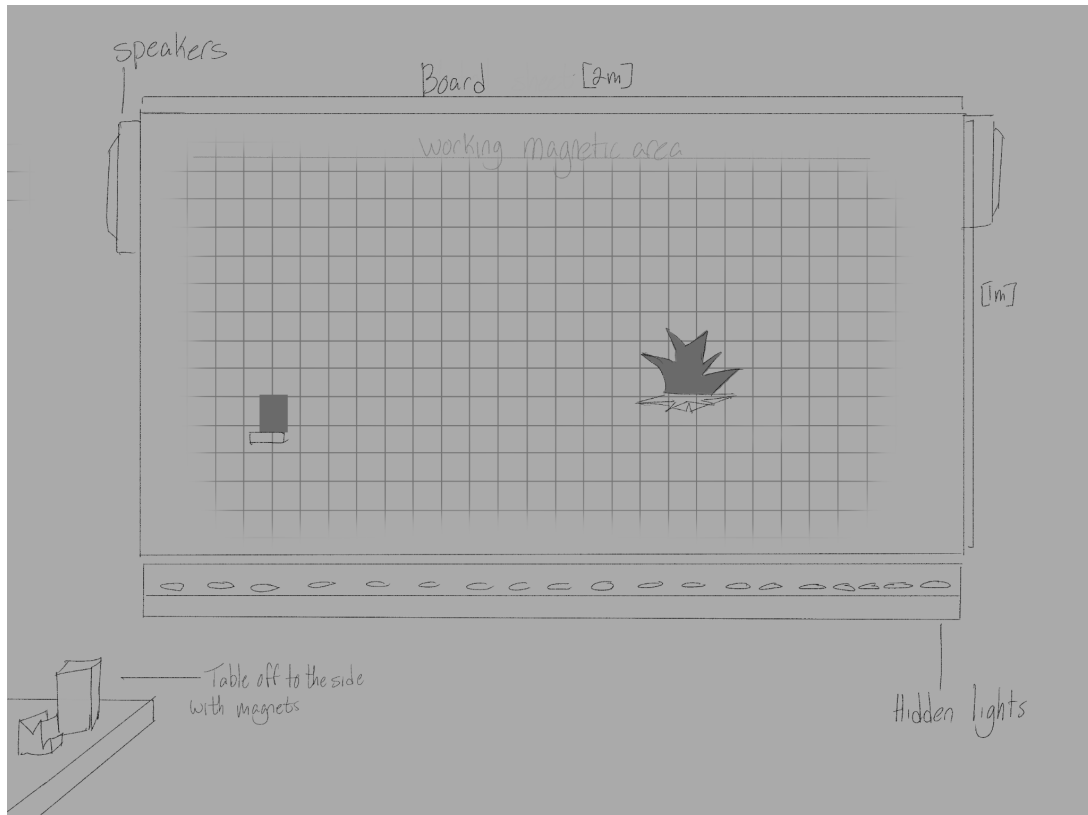 speakers
Board [2m]
working magnetic area
[1m]
Table off to the side
with magnets
Hidden lights